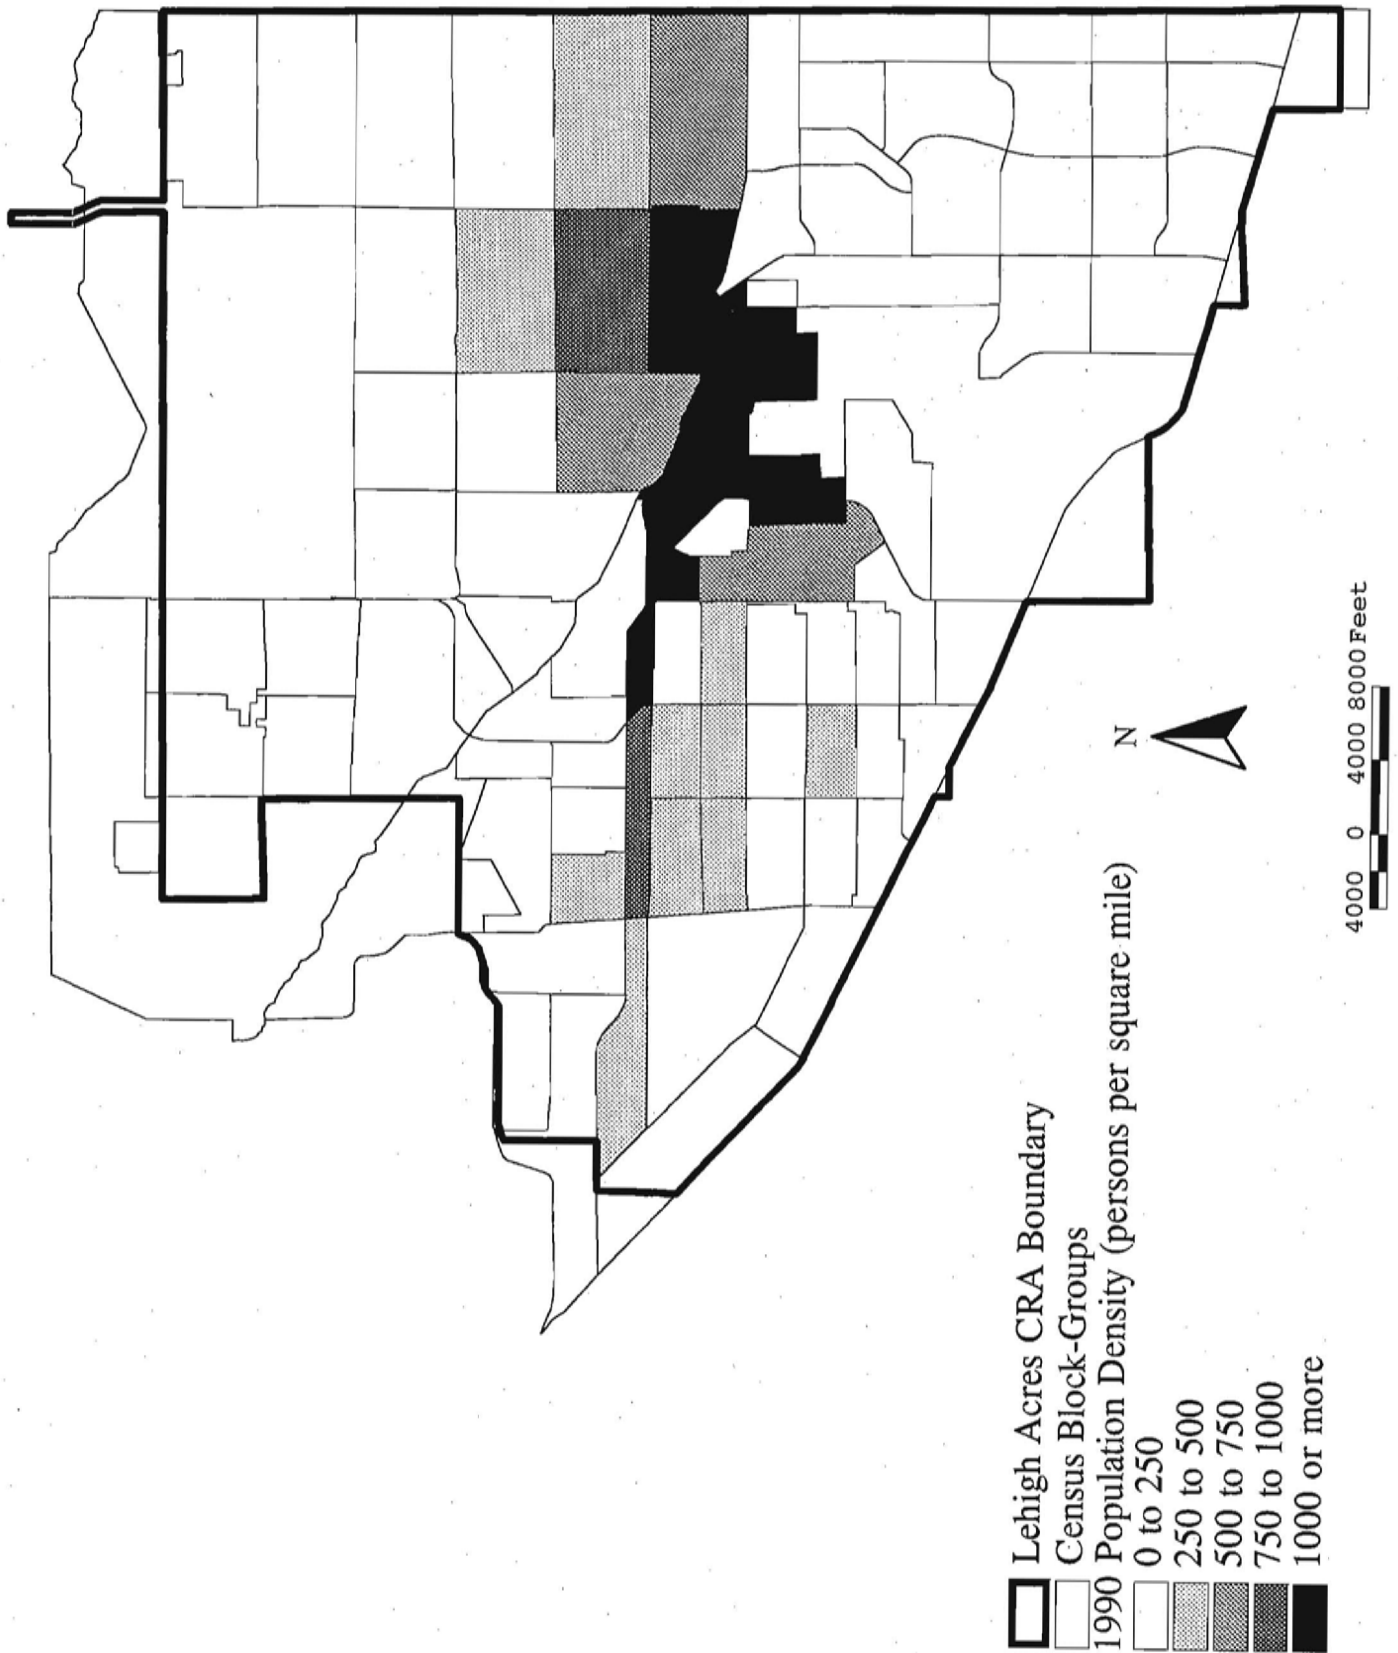 Lehigh Acres CRA Boundary
Census Block-Groups
1990 Population Density (persons per square mile)
0 to 250
250 to 500
500 to 750
750 to 1000
1000 or more
N
4000 0 4000 8000 Feet